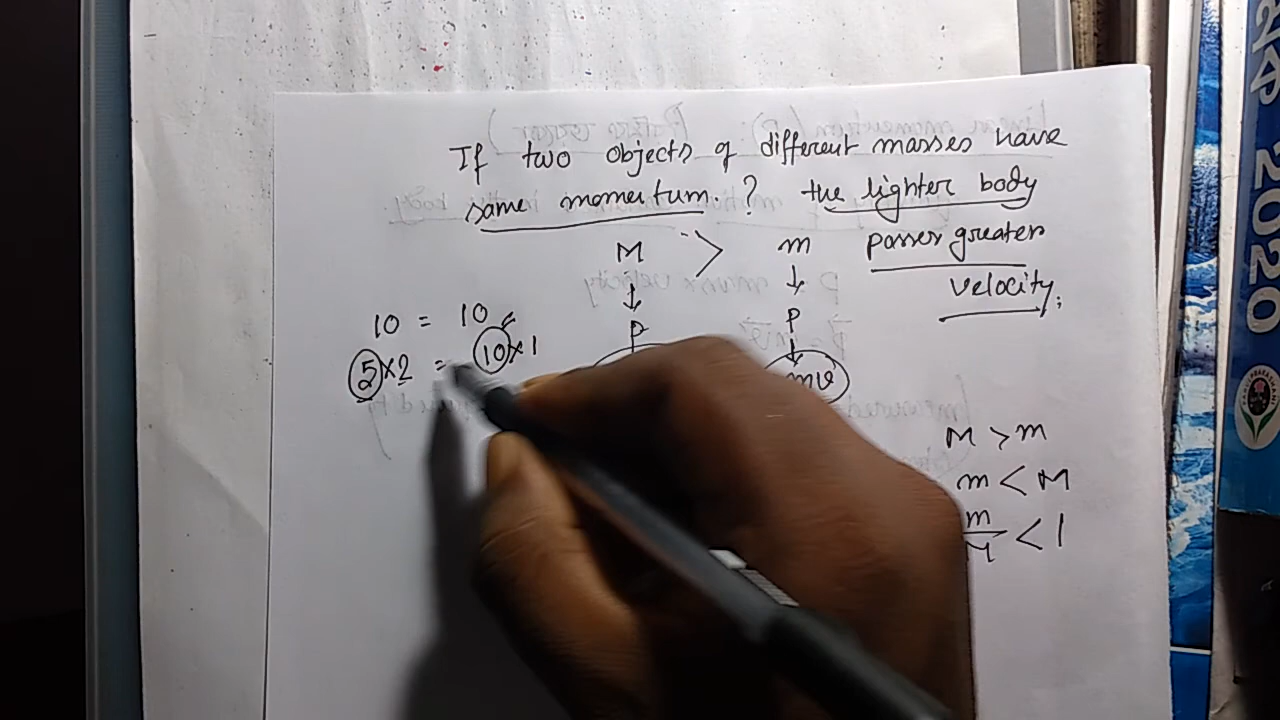 If two objects of different masses have
same momentum. ? the lighter body
M > m posses greater
velocity.
P P
10 = 10
5 × 2 = 10 × 1
mv
M > m
m < M
m/M < 1
2020